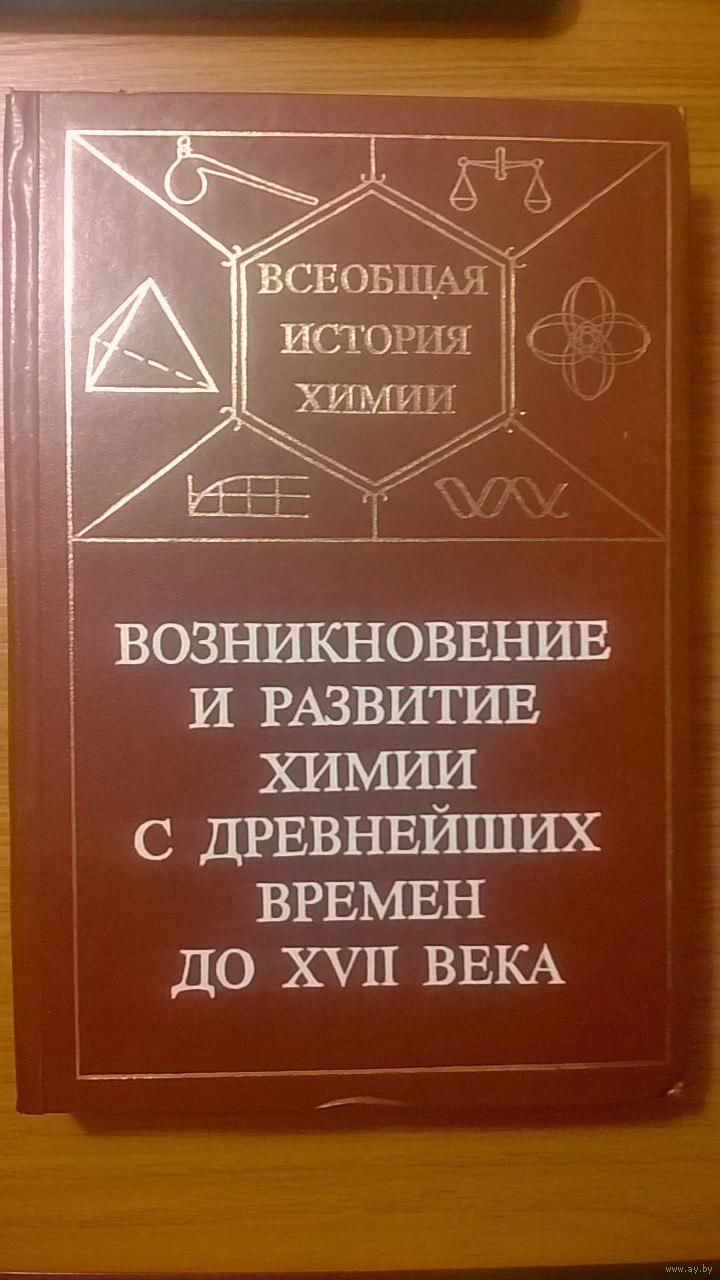 ВСЕОБЩАЯ
ИСТОРИЯ
ХИМИИ
ВОЗНИКНОВЕНИЕ
И РАЗВИТИЕ
ХИМИИ
С ДРЕВНЕЙШИХ
ВРЕМЕН
ДО XVII ВЕКА
www.ay.by